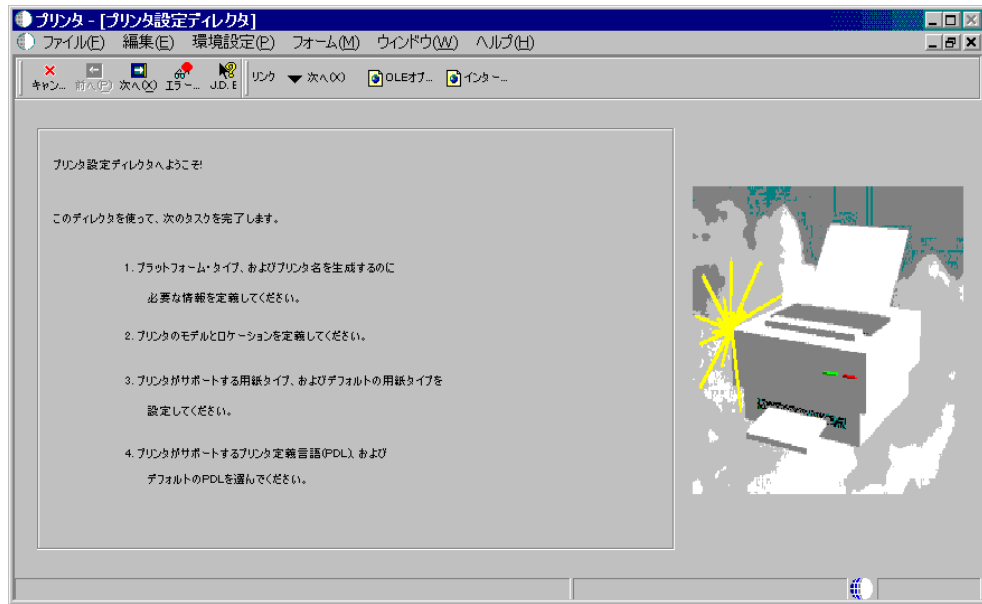 プリンタ - [プリンタ設定ディレクタ]
ファイル(F) 編集(E) 環境設定(P) フォーム(M) ウインドウ(W) ヘルプ(H)
キャン... 前へ(P) 次へ(X) エラー... J.D. E リンク 次へ(X) OLEオブ... インター...
プリンタ設定ディレクタへようこそ!
このディレクタを使って、次のタスクを完了します。
1. プラットフォーム・タイプ、およびプリンタ名を生成するのに
必要な情報を定義してください。
2. プリンタのモデルとロケーションを定義してください。
3. プリンタがサポートする用紙タイプ、およびデフォルトの用紙タイプを
設定してください。
4. プリンタがサポートするプリンタ定義言語(PDL)、および
デフォルトのPDLを選んでください。